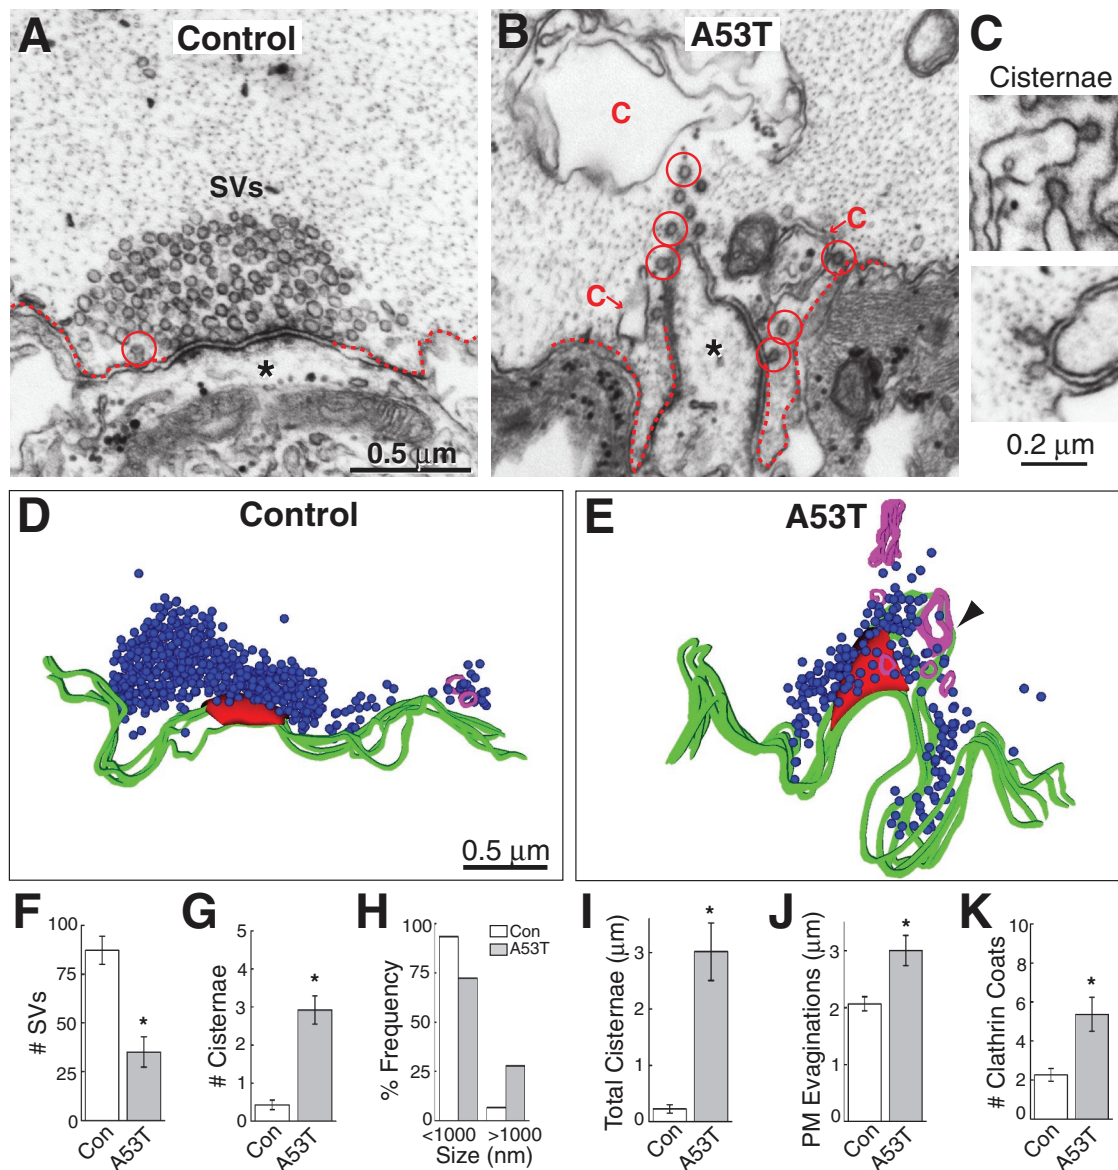 A
Control
SVs
*
0.5 μm
B
A53T
C
C
C
*
C
Cisternae
0.2 μm
D
Control
0.5 μm
E
A53T
F
# SVs
100
75
50
25
*
Con
A53T
G
# Cisternae
5
4
3
2
1
0
*
Con
A53T
H
% Frequency
100
75
50
25
0
Con
A53T
<1000 >1000
Size (nm)
I
Total Cisternae (μm)
3
2
1
0
*
Con
A53T
J
PM Evaginations (μm)
3
2
1
0
*
Con
A53T
K
# Clathrin Coats
10
8
6
4
2
0
*
Con
A53T